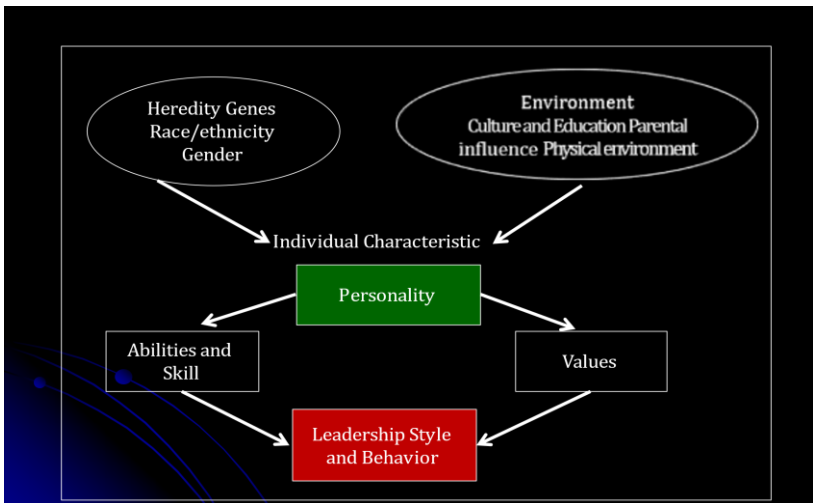 Heredity Genes
Race/ethnicity
Gender
Environment
Culture and Education Parental
influence Physical environment
Individual Characteristic
Personality
Abilities and
Skill
Values
Leadership Style
and Behavior